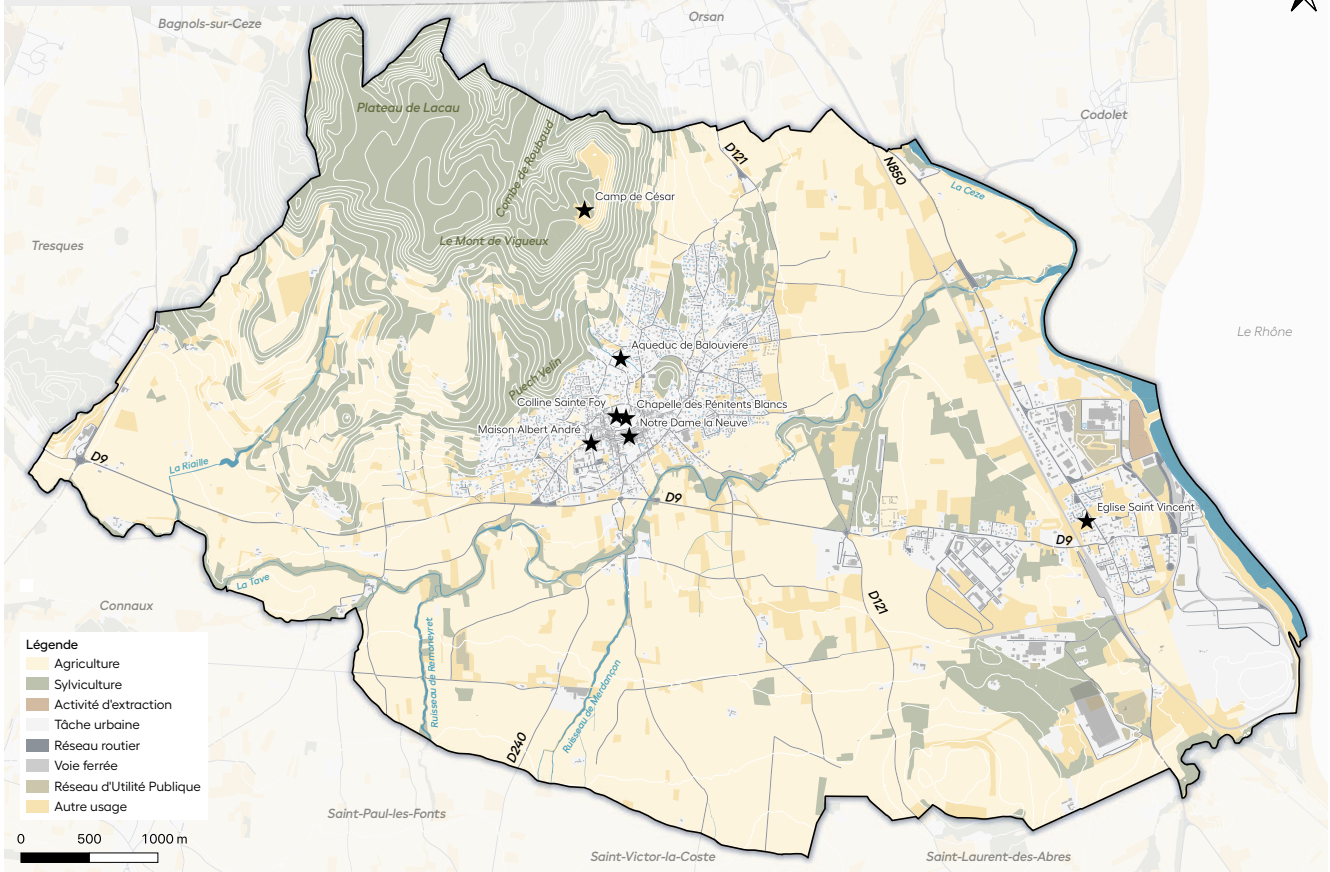 Bagnols-sur-Ceze
Orsan
Plateau de Lacau
Codolet
Combe de Roubaud
D121
N850
La Ceze
Camp de César
Tresques
Le Mont de Vigueux
Le Rhône
Aqueduc de Balouviere
Puech Velin
Colline Sainte Foy
Chapelle des Pénitents Blancs
Maison Albert André
Notre Dame la Neuve
D9
La Riaille
D9
Eglise Saint Vincent
D9
La Tave
Connaux
D121
Ruisseau de Remoneyret
Ruisseau de Merdançon
D240
Légende
Agriculture
Sylviculture
Activité d'extraction
Tâche urbaine
Réseau routier
Voie ferrée
Réseau d'Utilité Publique
Autre usage
Saint-Paul-les-Fonts
0 500 1000 m
Saint-Victor-la-Coste
Saint-Laurent-des-Abres